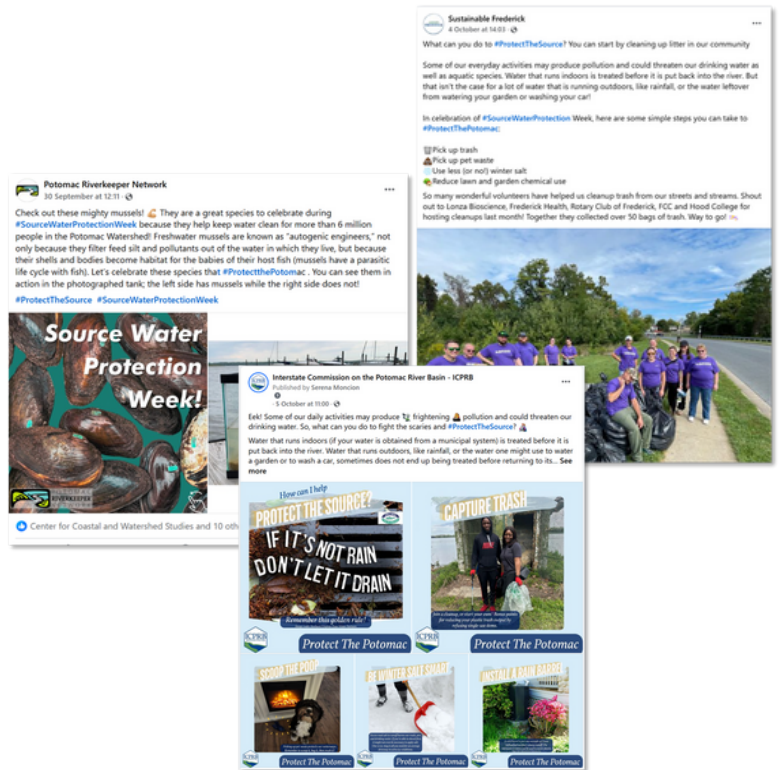 Sustainable Frederick
4 October at 14:03
What can you do to #ProtectTheSource? You can start by cleaning up litter in our community
Some of our everyday activities may produce pollution and could threaten our drinking water as
well as aquatic species. Water that runs indoors is treated before it is put back into the river. But
that isn't the case for a lot of water that is running outdoors, like rainfall, or the water leftover
from watering your garden or washing your car!
In celebration of #SourceWaterProtection Week, here are some simple steps you can take to
#ProtectThePotomac:
🗑️Pick up trash
💩Pick up pet waste
Use less (or no!) winter salt
Reduce lawn and garden chemical use
So many wonderful volunteers have helped us cleanup trash from our streets and streams. Shout
out to Lonza Bioscience, Frederick Health, Rotary Club of Frederick, FCC and Hood College for
hosting cleanups last month! Together they collected over 50 bags of trash. Way to go!
Potomac Riverkeeper Network
30 September at 12:11
Check out these mighty mussels! 💪 They are a great species to celebrate during
#SourceWaterProtectionWeek because they help keep water clean for more than 6 million
people in the Potomac Watershed! Freshwater mussels are known as "autogenic engineers," not
only because they filter feed silt and pollutants out of the water in which they live, but because
their shells and bodies become habitat for the babies of their host fish (mussels have a parasitic
life cycle with fish). Let's celebrate these species that #ProtectthePotomac . You can see them in
action in the photographed tank; the left side has mussels while the right side does not!
#ProtectTheSource #SourceWaterProtectionWeek
Source Water
Protection
Week!
POTOMAC
RIVERKEEPER
NETWORK
Center for Coastal and Watershed Studies and 10 oth
Interstate Commission on the Potomac River Basin - ICPRB
Published by Serena Moncion
5 October at 11:00
Eek! Some of our daily activities may produce frightening pollution and could threaten our
drinking water. So, what can you do to fight the scaries and #ProtectTheSource?
Water that runs indoors (if your water is obtained from a municipal system) is treated before it is
put back into the river. Water that runs outdoors, like rainfall, or the water one might use to water
a garden or to wash a car, sometimes does not end up being treated before returning to its... See
more
How can I help
PROTECT THE SOURCE?
IF IT'S NOT RAIN
DON'T LET IT DRAIN
Remember this golden rule!
ICPRB
Protect The Potomac
CAPTURE TRASH
ICPRB
Protect The Potomac
SCOOP THE POOP
ICPRB
Protect The Potomac
BE WINTER SALT SMART
ICPRB
Protect The Potomac
INSTALL A RAIN BARREL
ICPRB
Protect The Potomac